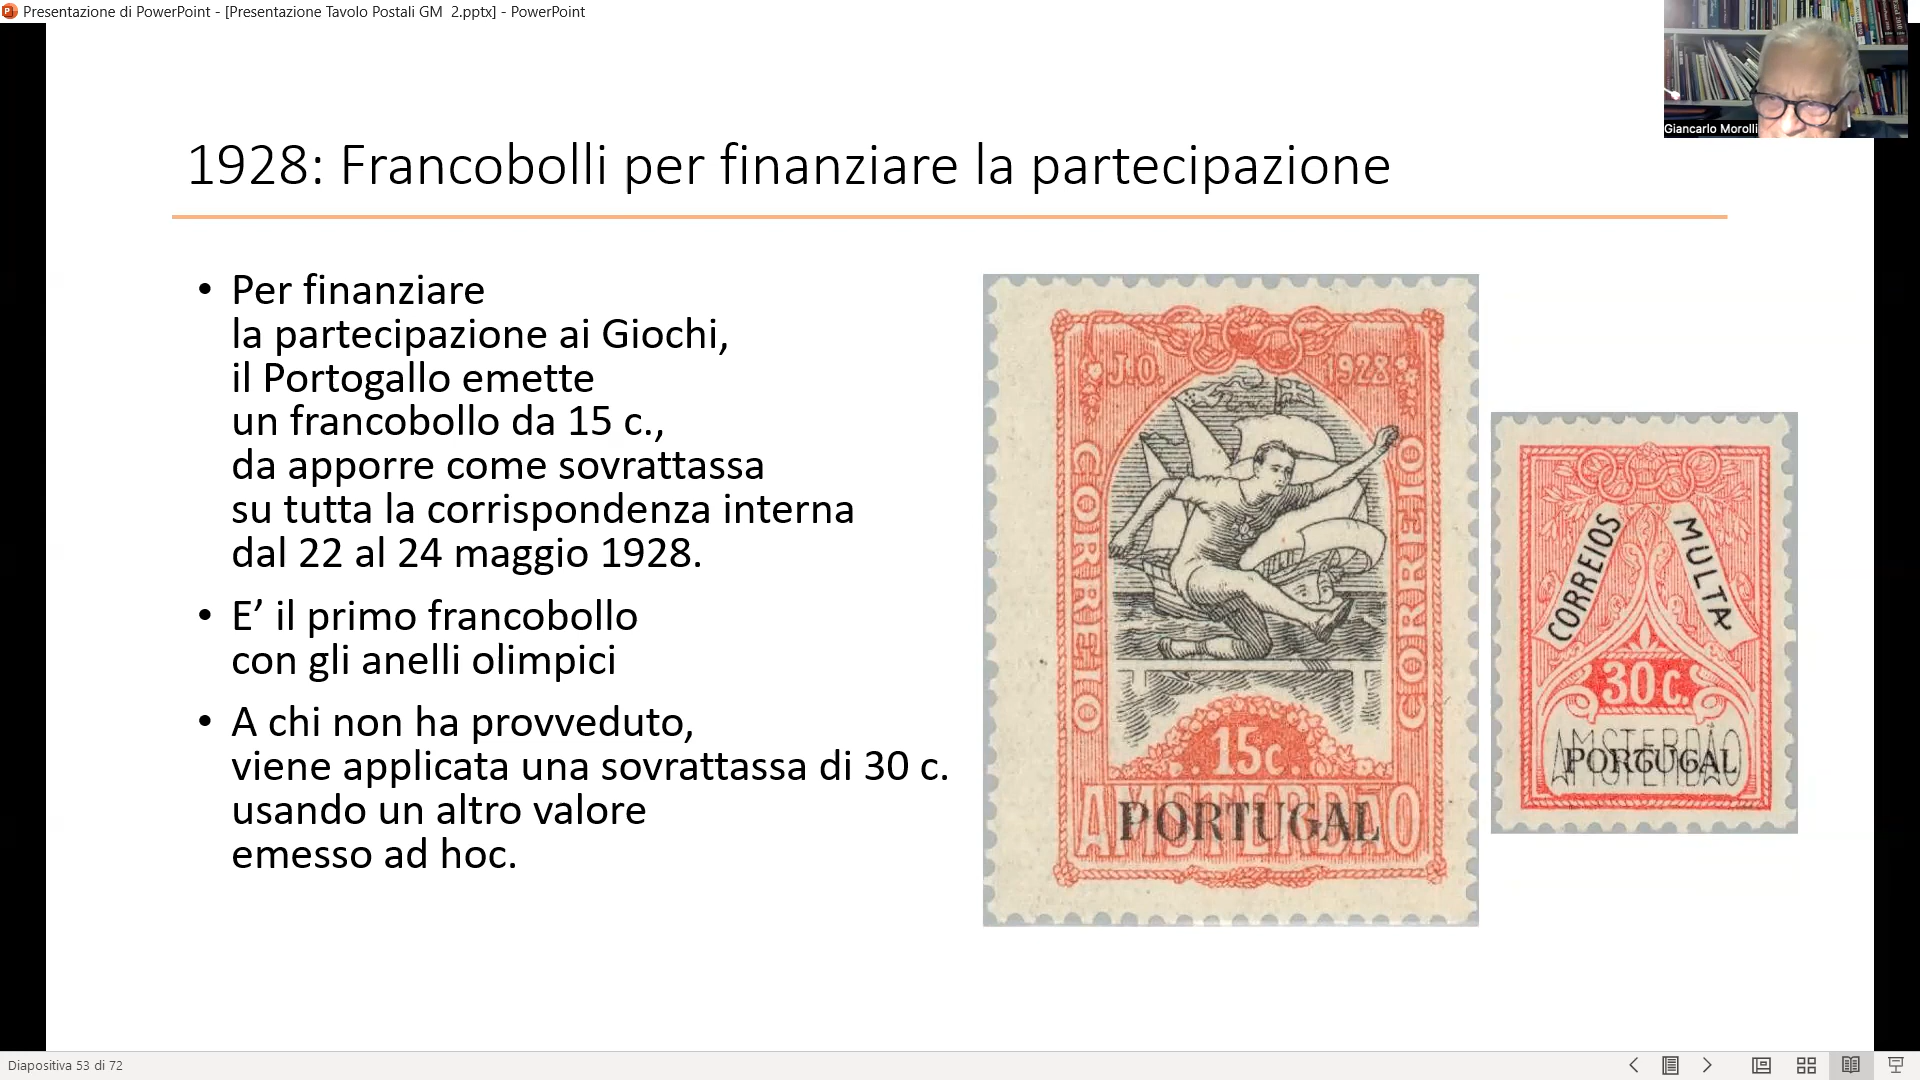 Presentazione di PowerPoint - [Presentazione Tavolo Postali GM  2.pptx] - PowerPoint
Giancarlo Morolli
1928: Francobolli per finanziare la partecipazione
• Per finanziare
la partecipazione ai Giochi,
il Portogallo emette
un francobollo da 15 c.,
da apporre come sovrattassa
su tutta la corrispondenza interna
dal 22 al 24 maggio 1928.
• E’ il primo francobollo
con gli anelli olimpici
• A chi non ha provveduto,
viene applicata una sovrattassa di 30 c.
usando un altro valore
emesso ad hoc.
J.O. 1928
CORREIO
CORREIO
15c.
AMSTERDÃO
PORTUGAL
CORREIOS
MULTA
30c.
AMSTERDÃO
PORTUGAL
Diapositiva 53 di 72